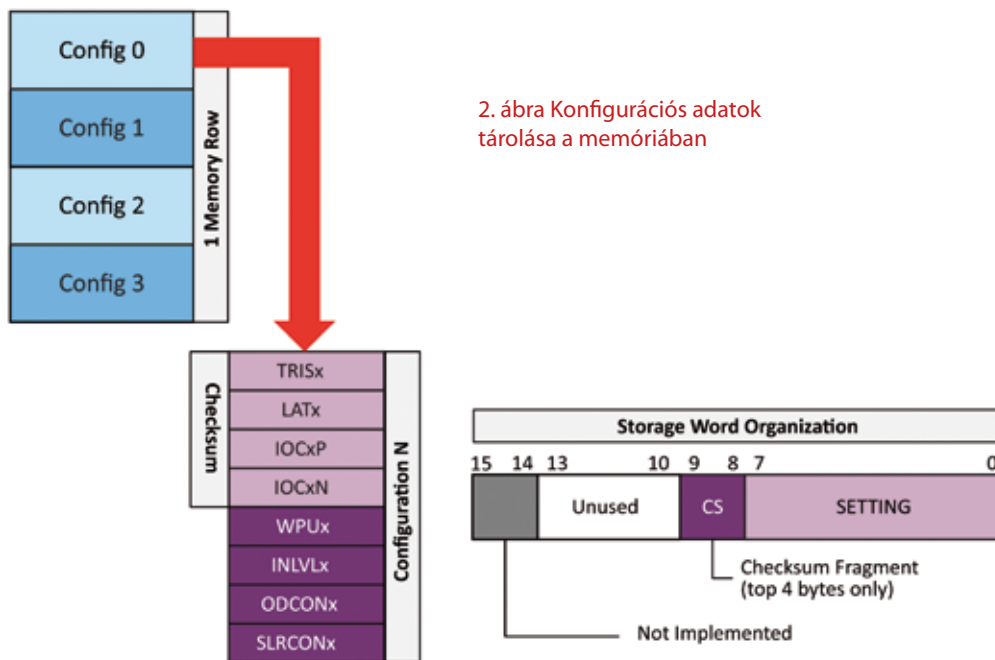 Config 0
Config 1
Config 2
Config 3
1 Memory Row
2. ábra Konfigurációs adatok
tárolása a memóriában
Checksum
TRISx
LATx
IOCxP
IOCxN
WPUx
INLVLx
ODCONx
SLRCONx
Configuration N
Storage Word Organization
15 14 13 10 9 8 7 0
Unused CS SETTING
Checksum Fragment
(top 4 bytes only)
Not Implemented